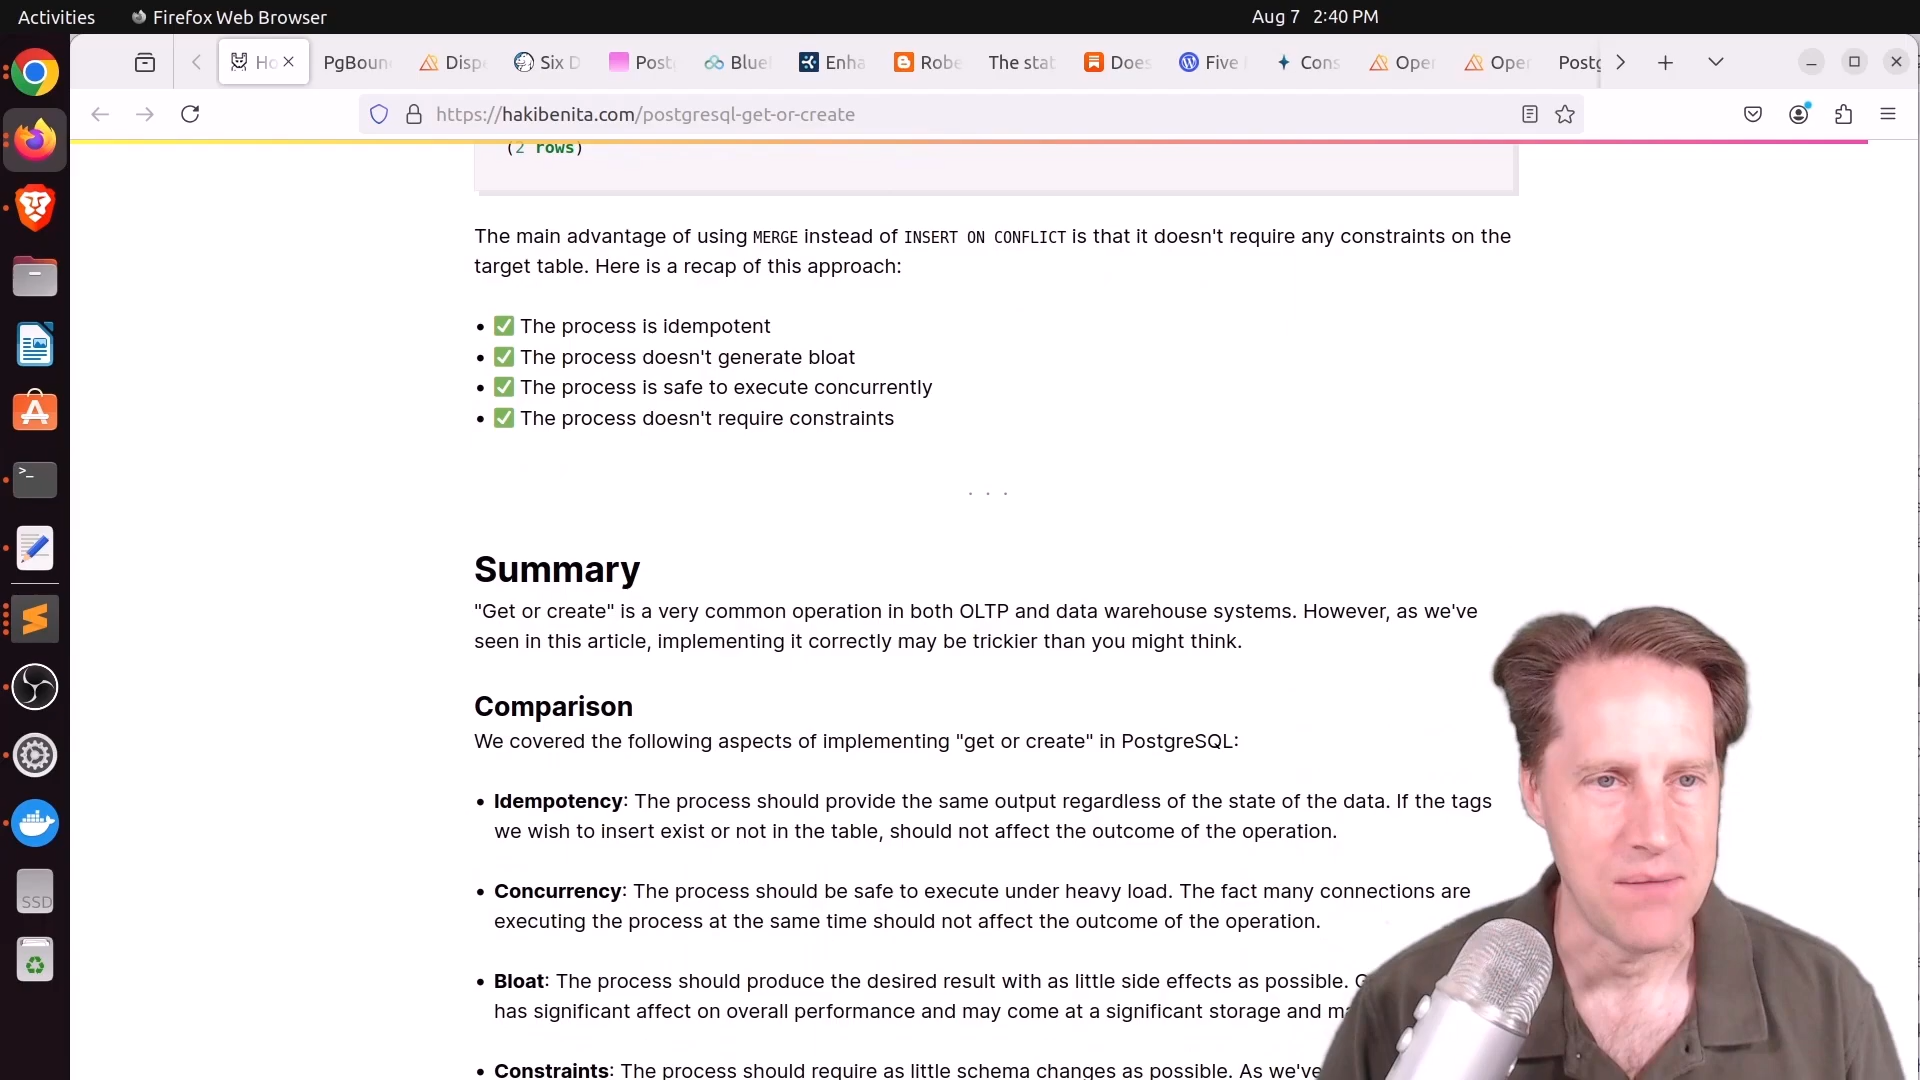 Activities
Firefox Web Browser
Aug 7 2:40 PM
Ho
PgBoun
Disp
Six D
Post
Blue
Enha
Robe
The stat
Does
Five
Cons
Oper
Oper
Postg
https://hakibenita.com/postgresql-get-or-create
(2 rows)
The main advantage of using MERGE instead of INSERT ON CONFLICT is that it doesn't require any constraints on the
target table. Here is a recap of this approach:
• ✅ The process is idempotent
• ✅ The process doesn't generate bloat
• ✅ The process is safe to execute concurrently
• ✅ The process doesn't require constraints
· · ·
Summary
"Get or create" is a very common operation in both OLTP and data warehouse systems. However, as we've
seen in this article, implementing it correctly may be trickier than you might think.
Comparison
We covered the following aspects of implementing "get or create" in PostgreSQL:
• Idempotency: The process should provide the same output regardless of the state of the data. If the tags
we wish to insert exist or not in the table, should not affect the outcome of the operation.
• Concurrency: The process should be safe to execute under heavy load. The fact many connections are
executing the process at the same time should not affect the outcome of the operation.
• Bloat: The process should produce the desired result with as little side effects as possible.
has significant affect on overall performance and may come at a significant storage and
• Constraints: The process should require as little schema changes as possible. As we've
SSD